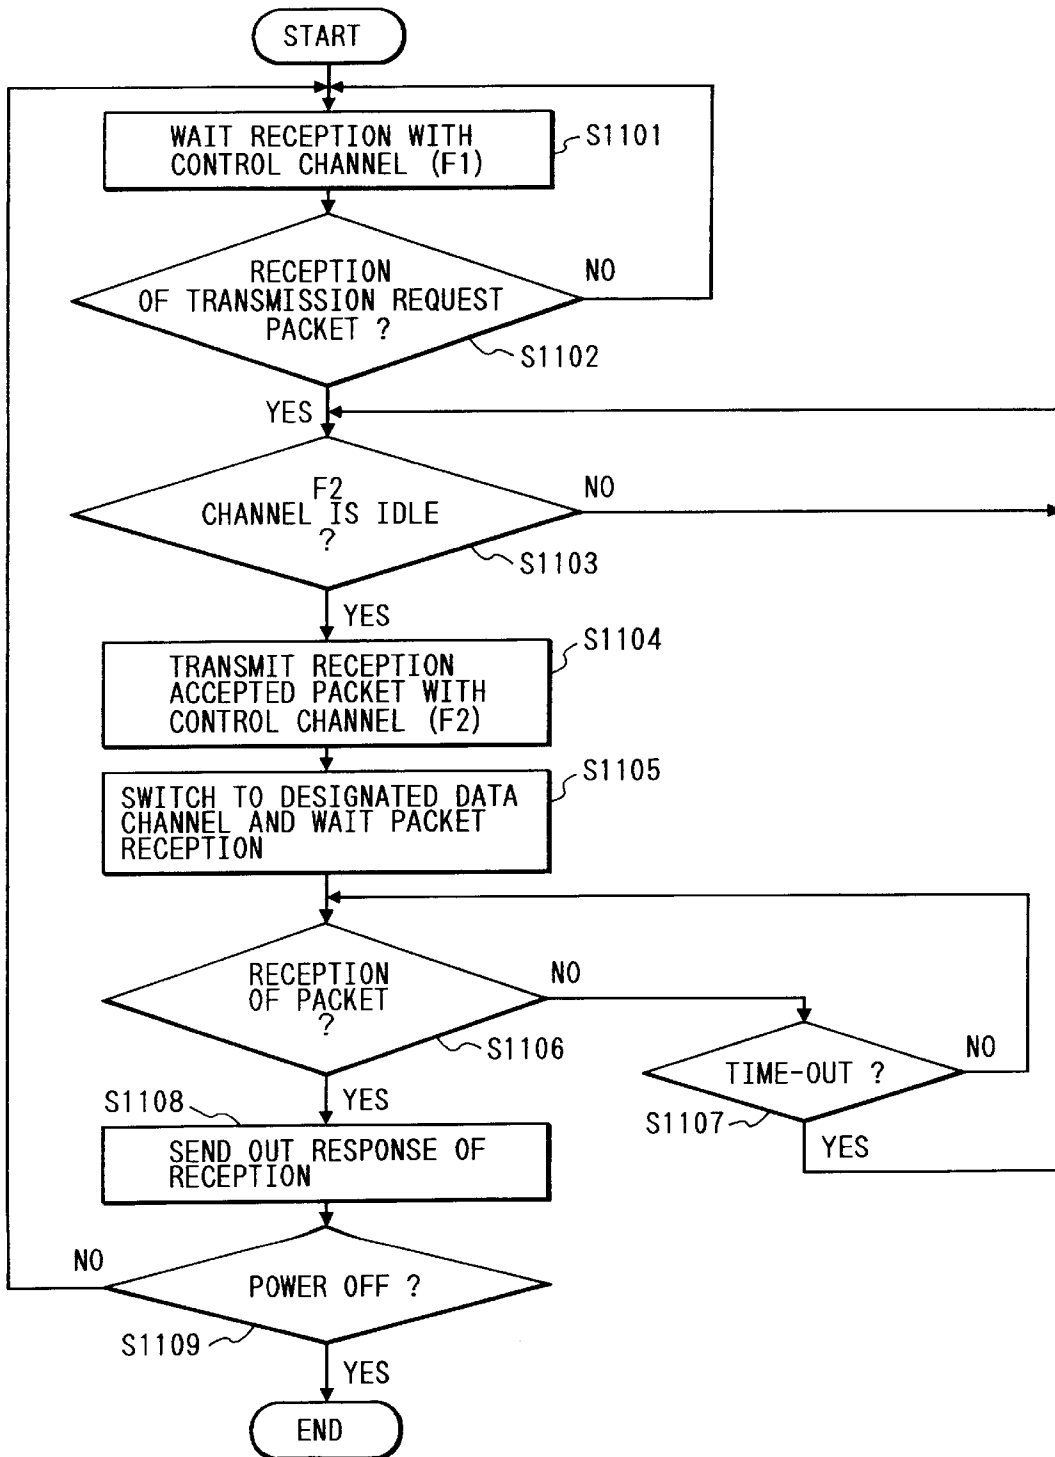 START
WAIT RECEPTION WITH
CONTROL CHANNEL (F1)
S1101
RECEPTION
OF TRANSMISSION REQUEST
PACKET ?
NO
S1102
YES
F2
CHANNEL IS IDLE
?
NO
S1103
YES
TRANSMIT RECEPTION
ACCEPTED PACKET WITH
CONTROL CHANNEL (F2)
S1104
SWITCH TO DESIGNATED DATA
CHANNEL AND WAIT PACKET
RECEPTION
S1105
RECEPTION
OF PACKET
?
NO
S1106
TIME-OUT ?
NO
S1107
YES
YES
S1108
SEND OUT RESPONSE OF
RECEPTION
NO
POWER OFF ?
S1109
YES
END